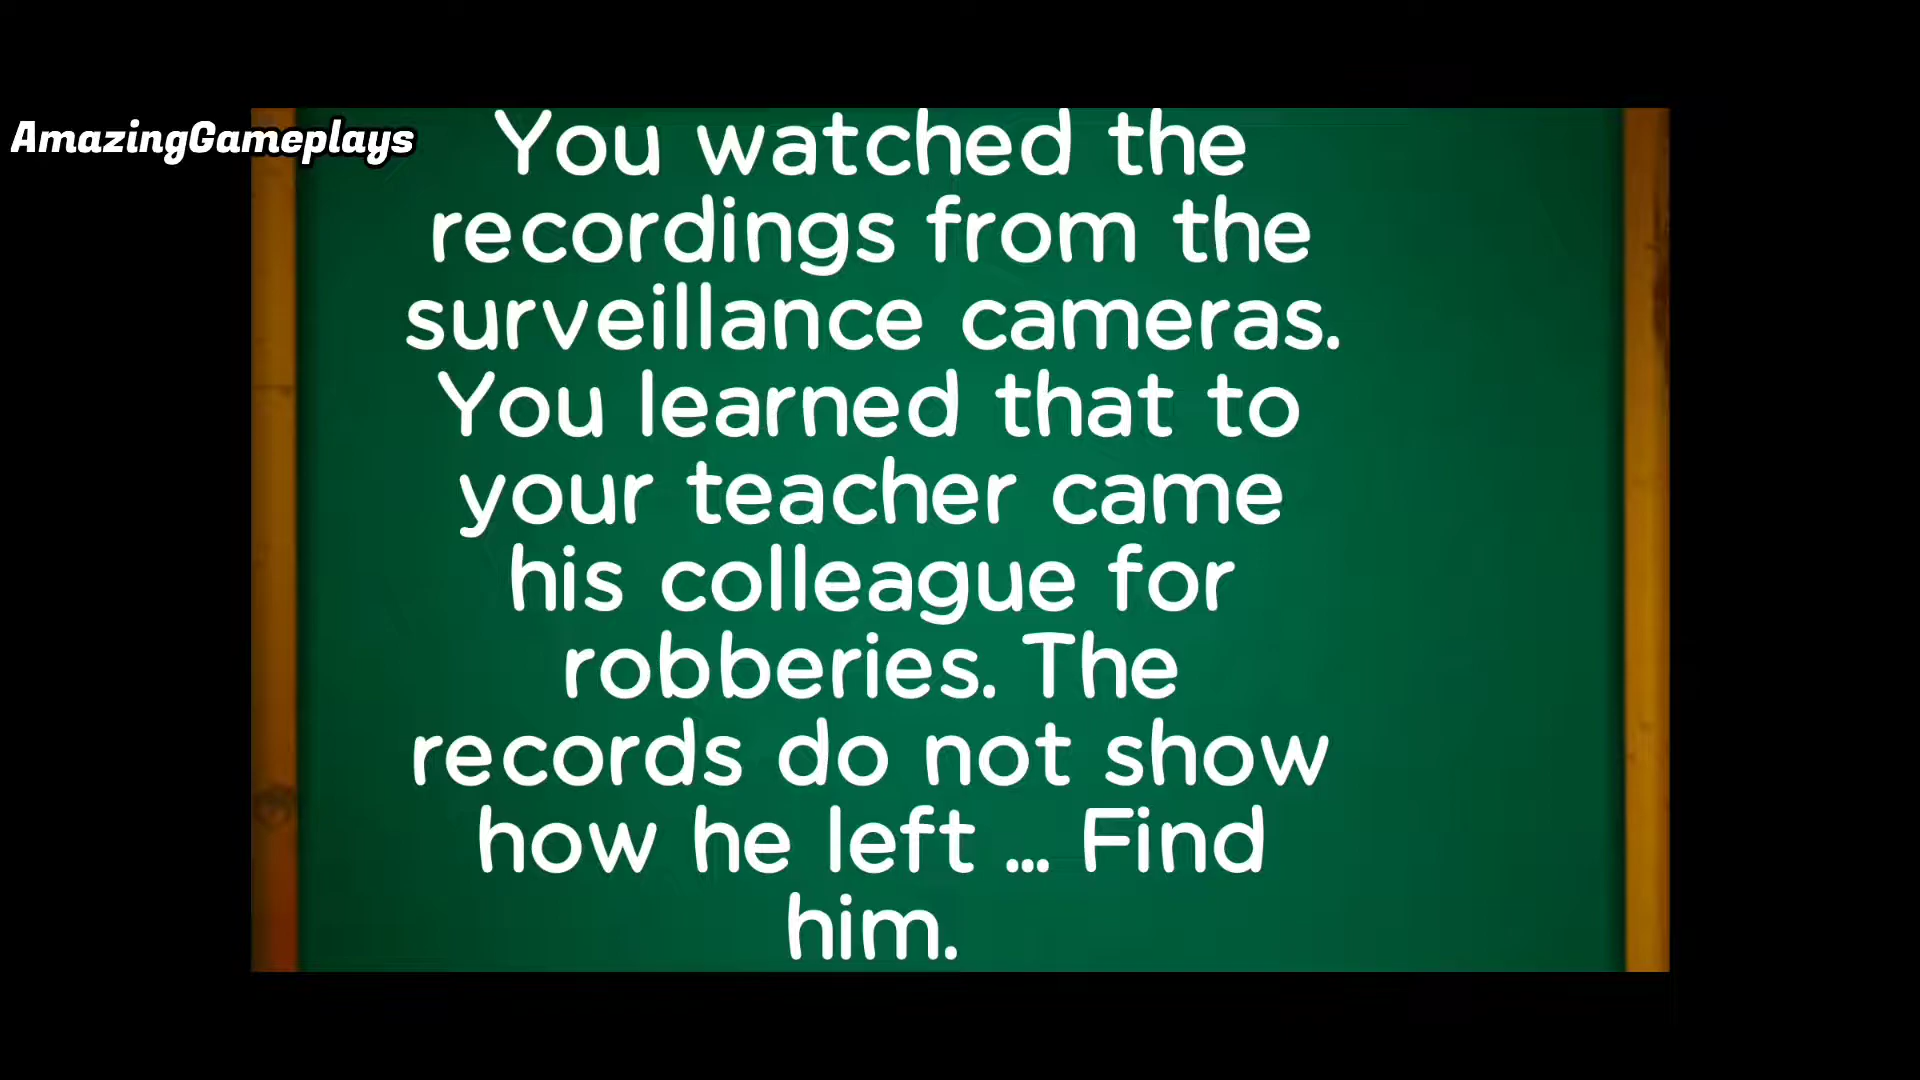 AmazingGameplays
You watched the
recordings from the
surveillance cameras.
You learned that to
your teacher came
his colleague for
robberies. The
records do not show
how he left ... Find
him.